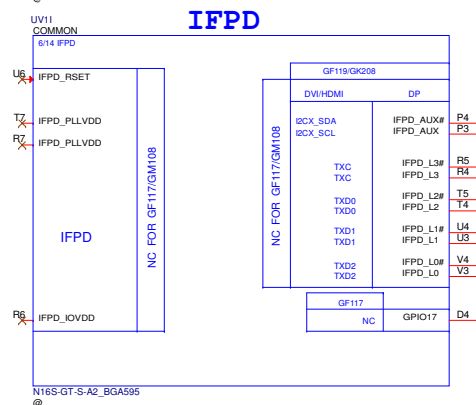 @
UV1I
IFPD
COMMON
6/14 IFPD
GF119/GK208
U6
IFPD_RSET
DVI/HDMI
DP
T7
IFPD_PLLVDD
I2CX_SDA
IFPD_AUX#
P4
I2CX_SCL
IFPD_AUX
P3
R7
IFPD_PLLVDD
TXC
IFPD_L3#
R5
TXC
IFPD_L3
R4
TXD0
IFPD_L2#
T5
TXD0
IFPD_L2
T4
NC FOR GF117/GM108
NC FOR GF117/GM108
IFPD
TXD1
IFPD_L1#
U4
TXD1
IFPD_L1
U3
TXD2
IFPD_L0#
V4
TXD2
IFPD_L0
V3
GF117
R6
IFPD_IOVDD
NC
GPIO17
D4
N16S-GT-S-A2_BGA595
@